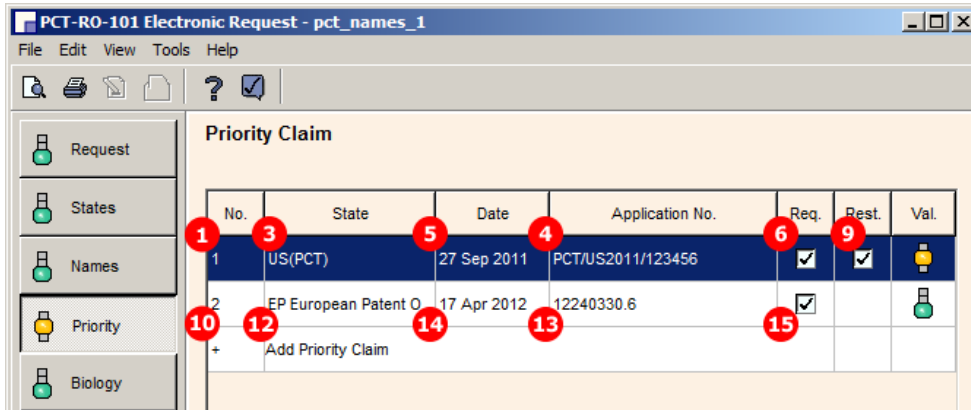 PCT-RO-101 Electronic Request - pct_names_1
File Edit View Tools Help
Request
States
Names
Priority
Biology
Priority Claim
No. State Date Application No. Req. Rest. Val.
1 3 5 4 6 9
1 US(PCT) 27 Sep 2011 PCT/US2011/123456
2 EP European Patent O 17 Apr 2012 12240330.6
10 12 14 13 15
+ Add Priority Claim